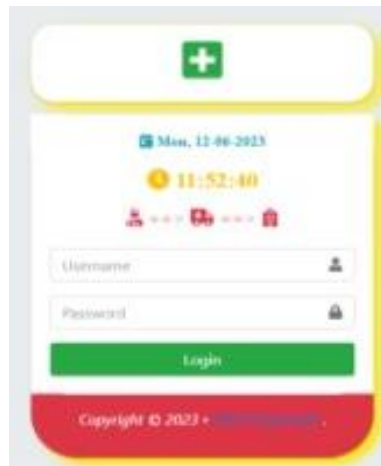 Mon, 12-06-2023
11:52:40
==> ==>
Username
Password
Login
Copyright © 2023 •